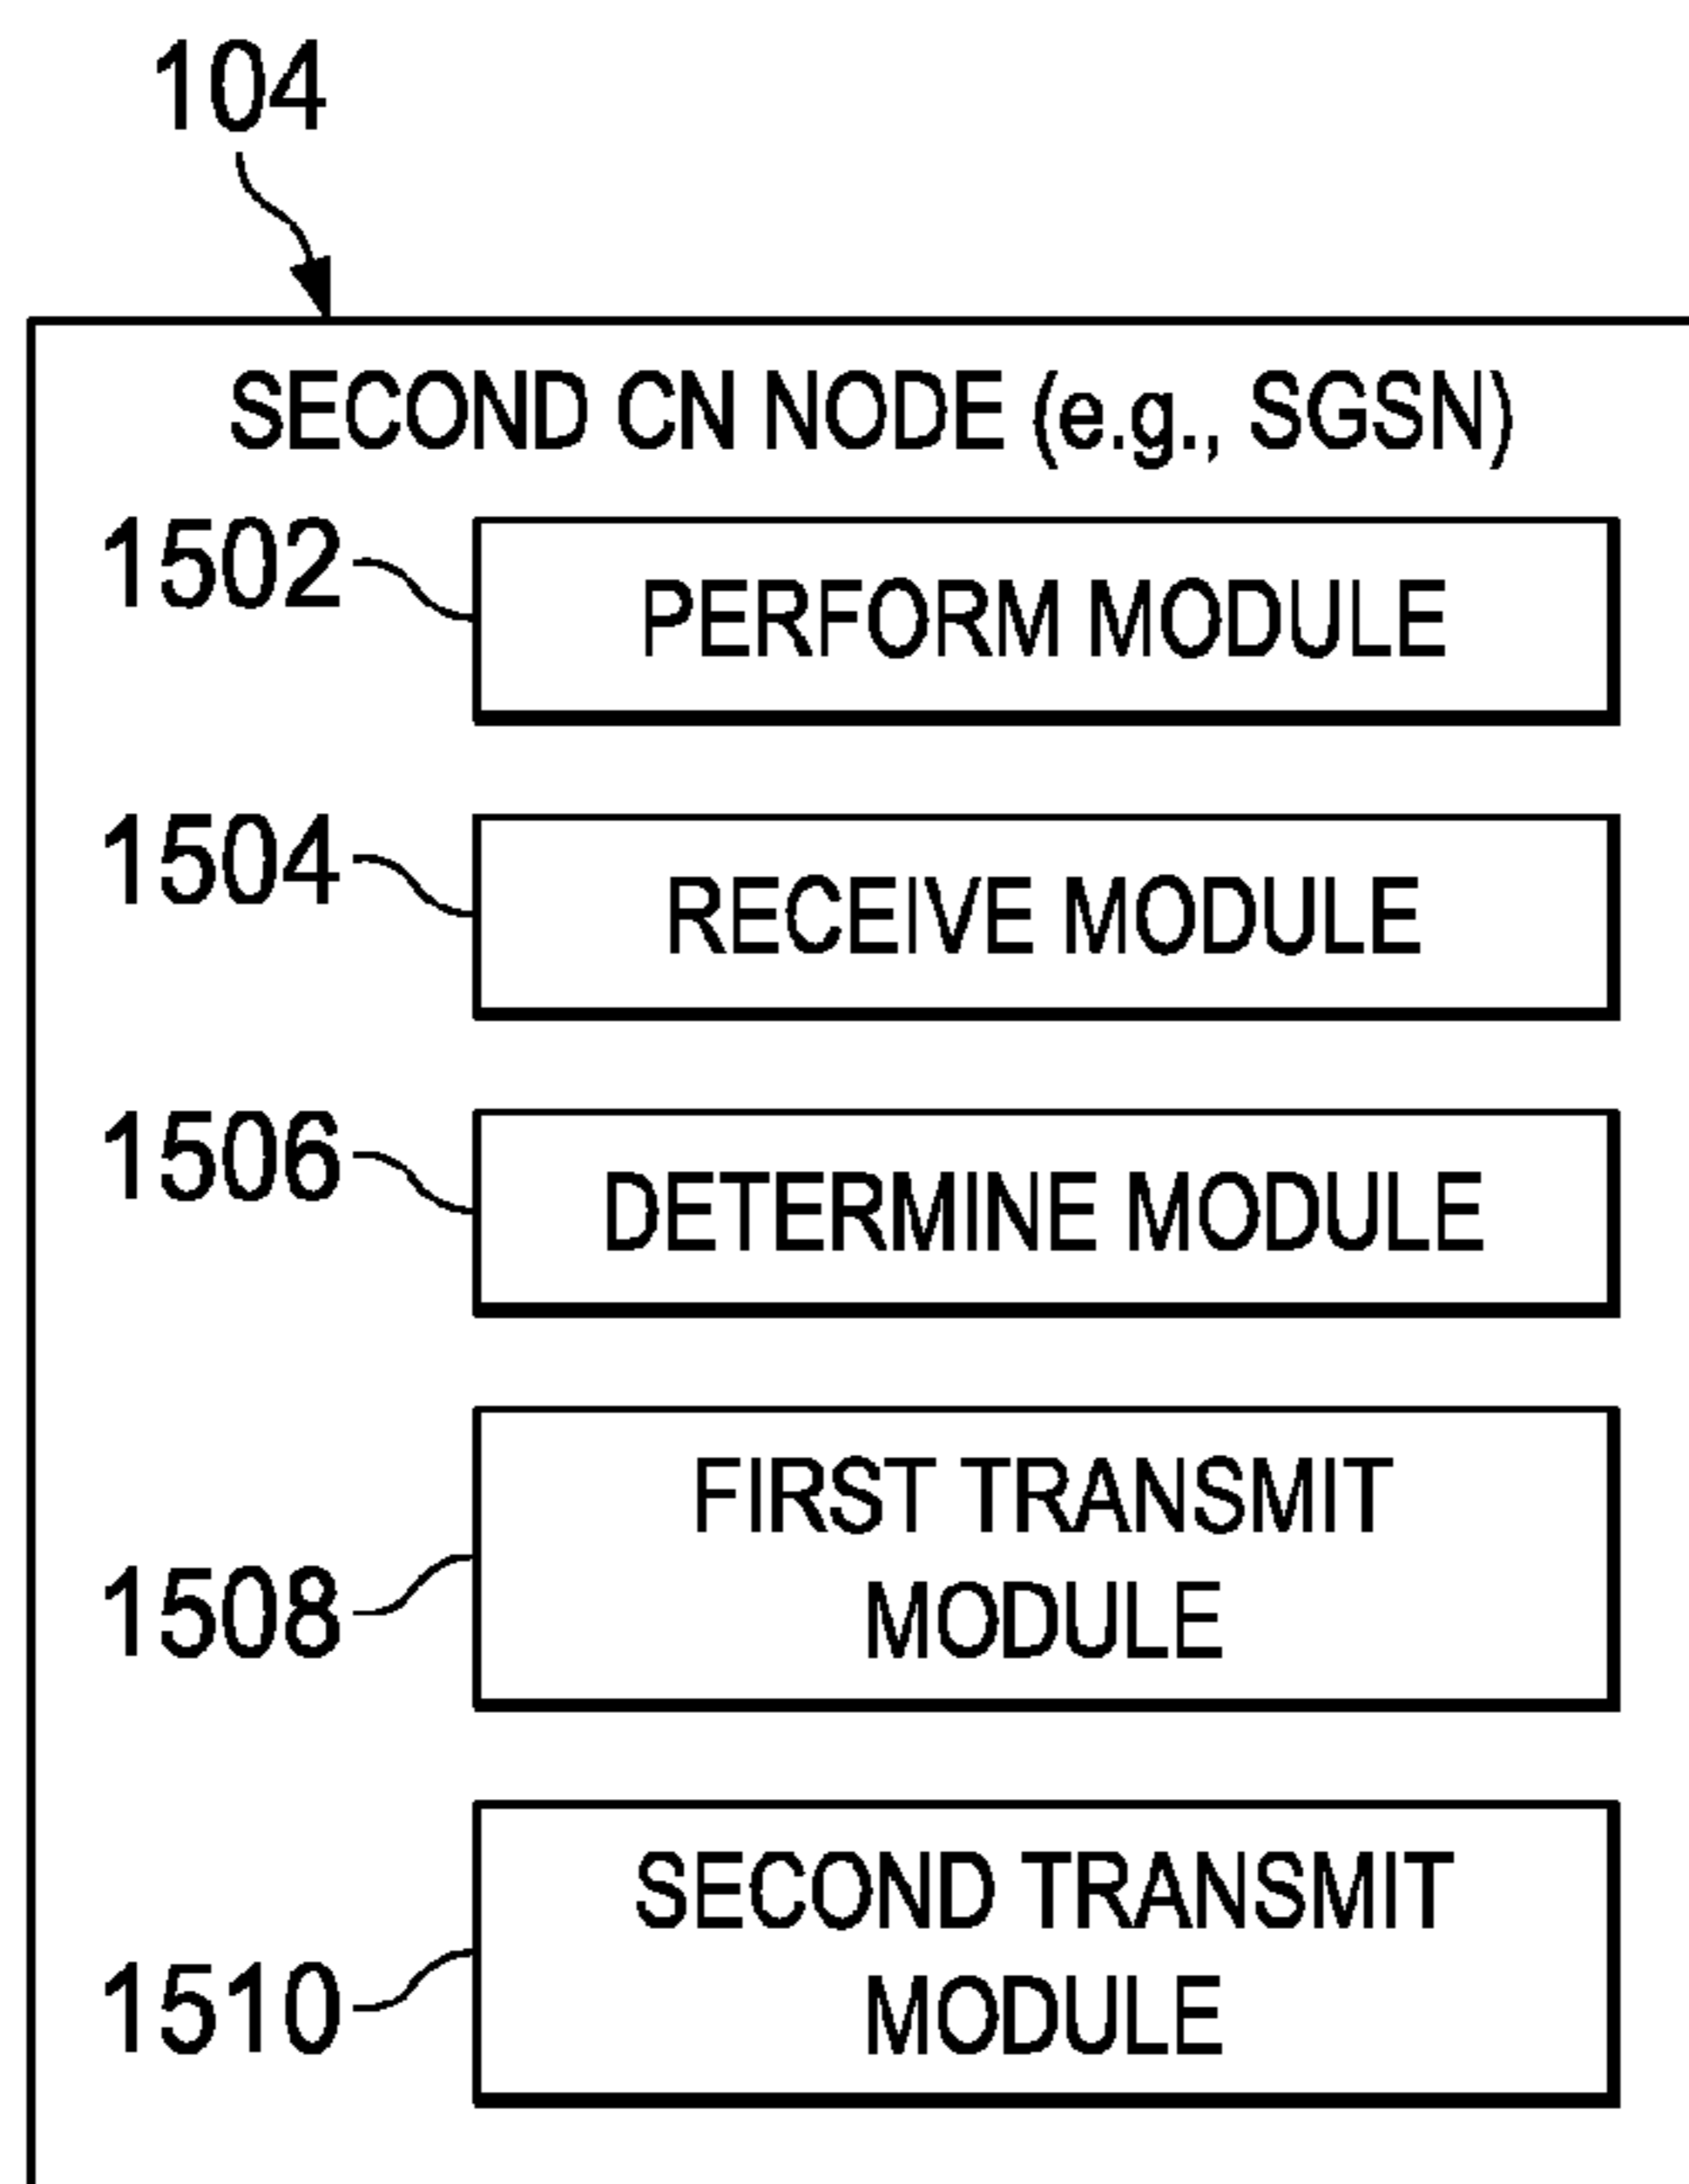 104
SECOND CN NODE (e.g., SGSN)
1502
PERFORM MODULE
1504
RECEIVE MODULE
1506
DETERMINE MODULE
1508
FIRST TRANSMIT
MODULE
1510
SECOND TRANSMIT
MODULE